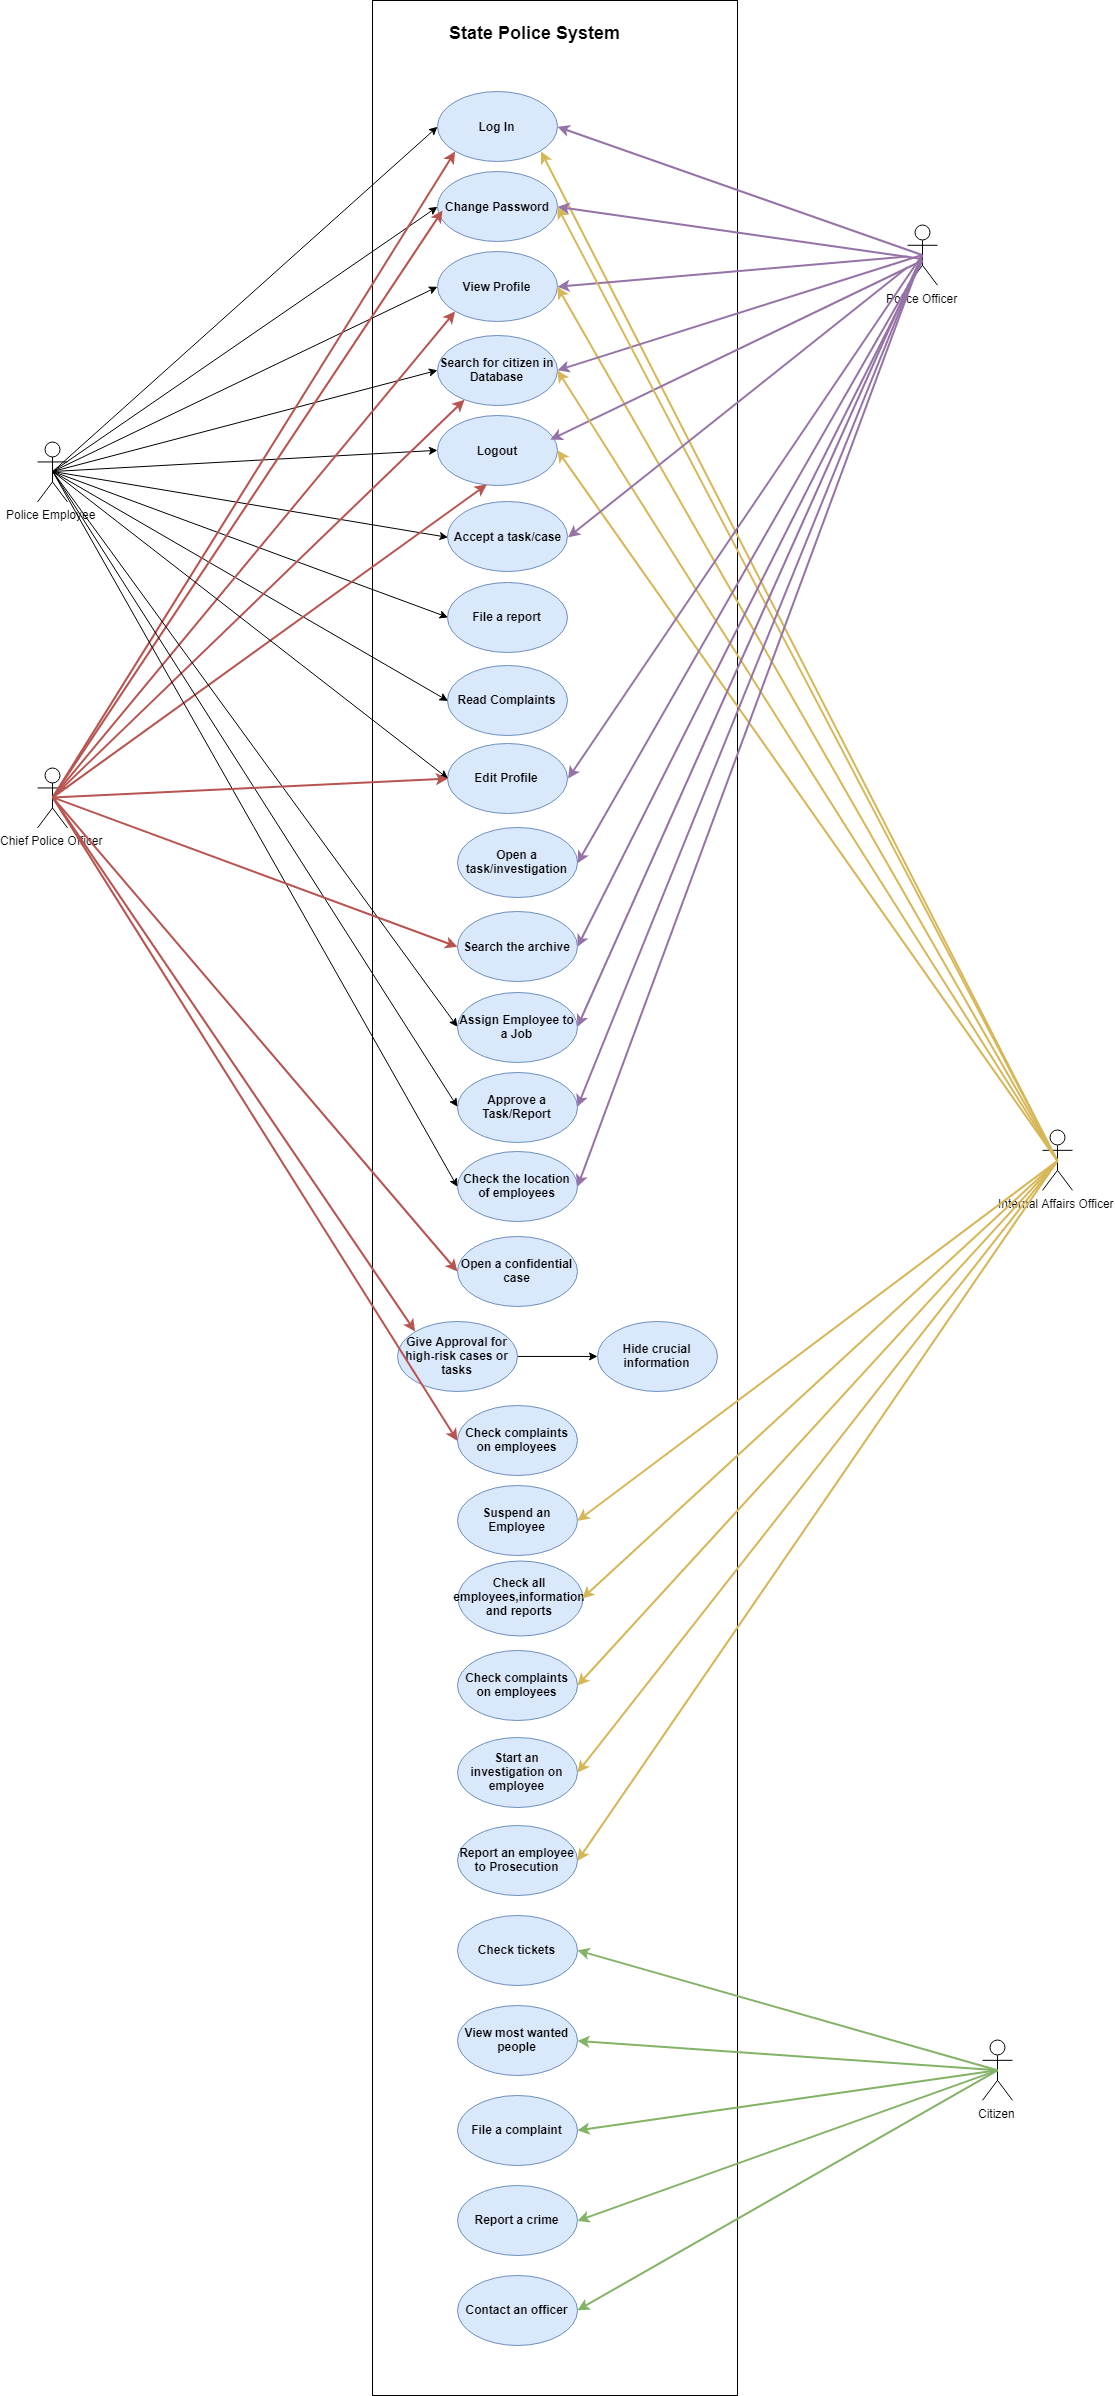 State Police System
Log In
Change Password
View Profile
Police Officer
Search for citizen in
Database
Logout
Police Employee
Accept a task/case
File a report
Read Complaints
Edit Profile
Chief Police Officer
Open a
task/investigation
Search the archive
Assign Employee to
a Job
Approve a
Task/Report
Check the location
of employees
Internal Affairs Officer
Open a confidential
case
Give Approval for
high-risk cases or
tasks
Hide crucial
information
Check complaints
on employees
Suspend an
Employee
Check all
employees,information
and reports
Check complaints
on employees
Start an
investigation on
employee
Report an employee
to Prosecution
Check tickets
View most wanted
people
Citizen
File a complaint
Report a crime
Contact an officer